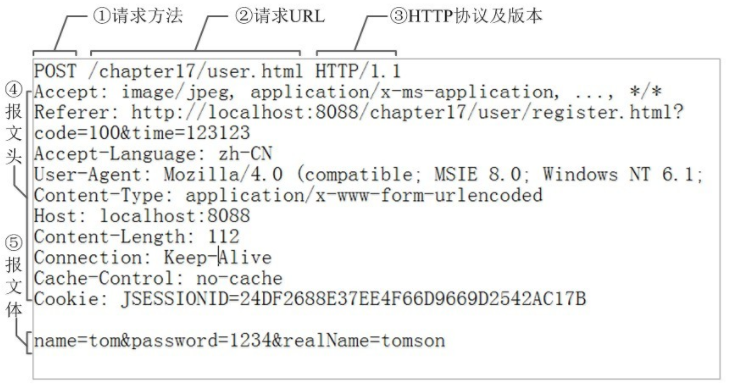 ①请求方法 ②请求URL ③HTTP协议及版本
POST /chapter17/user.html HTTP/1.1
④报文头
Accept: image/jpeg, application/x-ms-application, ..., */*
Referer: http://localhost:8088/chapter17/user/register.html?
code=100&time=123123
Accept-Language: zh-CN
User-Agent: Mozilla/4.0 (compatible; MSIE 8.0; Windows NT 6.1;
Content-Type: application/x-www-form-urlencoded
Host: localhost:8088
Content-Length: 112
Connection: Keep-Alive
Cache-Control: no-cache
Cookie: JSESSIONID=24DF2688E37EE4F66D9669D2542AC17B
⑤报文体
name=tom&password=1234&realName=tomson